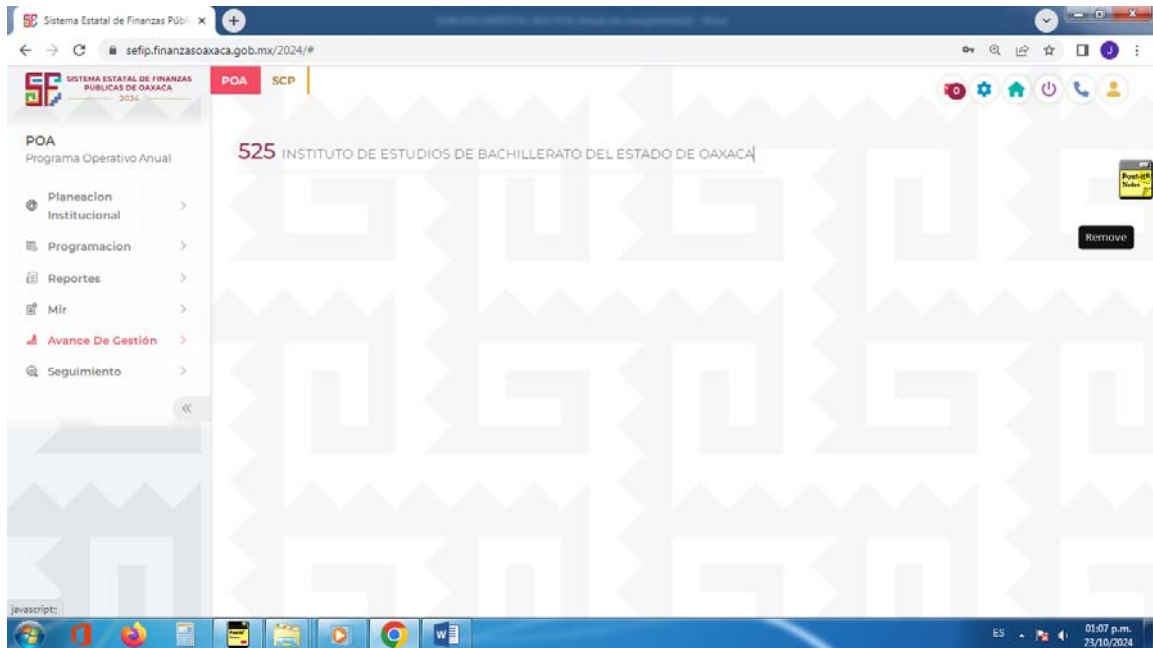 Sistema Estatal de Finanzas Públi
sefip.finanzasoaxaca.gob.mx/2024/#
J
SISTEMA ESTATAL DE FINANZAS
PÚBLICAS DE OAXACA
2024
POA SCP
0
POA
Programa Operativo Anual
525 INSTITUTO DE ESTUDIOS DE BACHILLERATO DEL ESTADO DE OAXACA
Post-it®
Notes
Planeacion
Institucional
Remove
Programacion
Reportes
Mir
Avance De Gestión
Seguimiento
javascript:;
ES
01:07 p.m.
23/10/2024